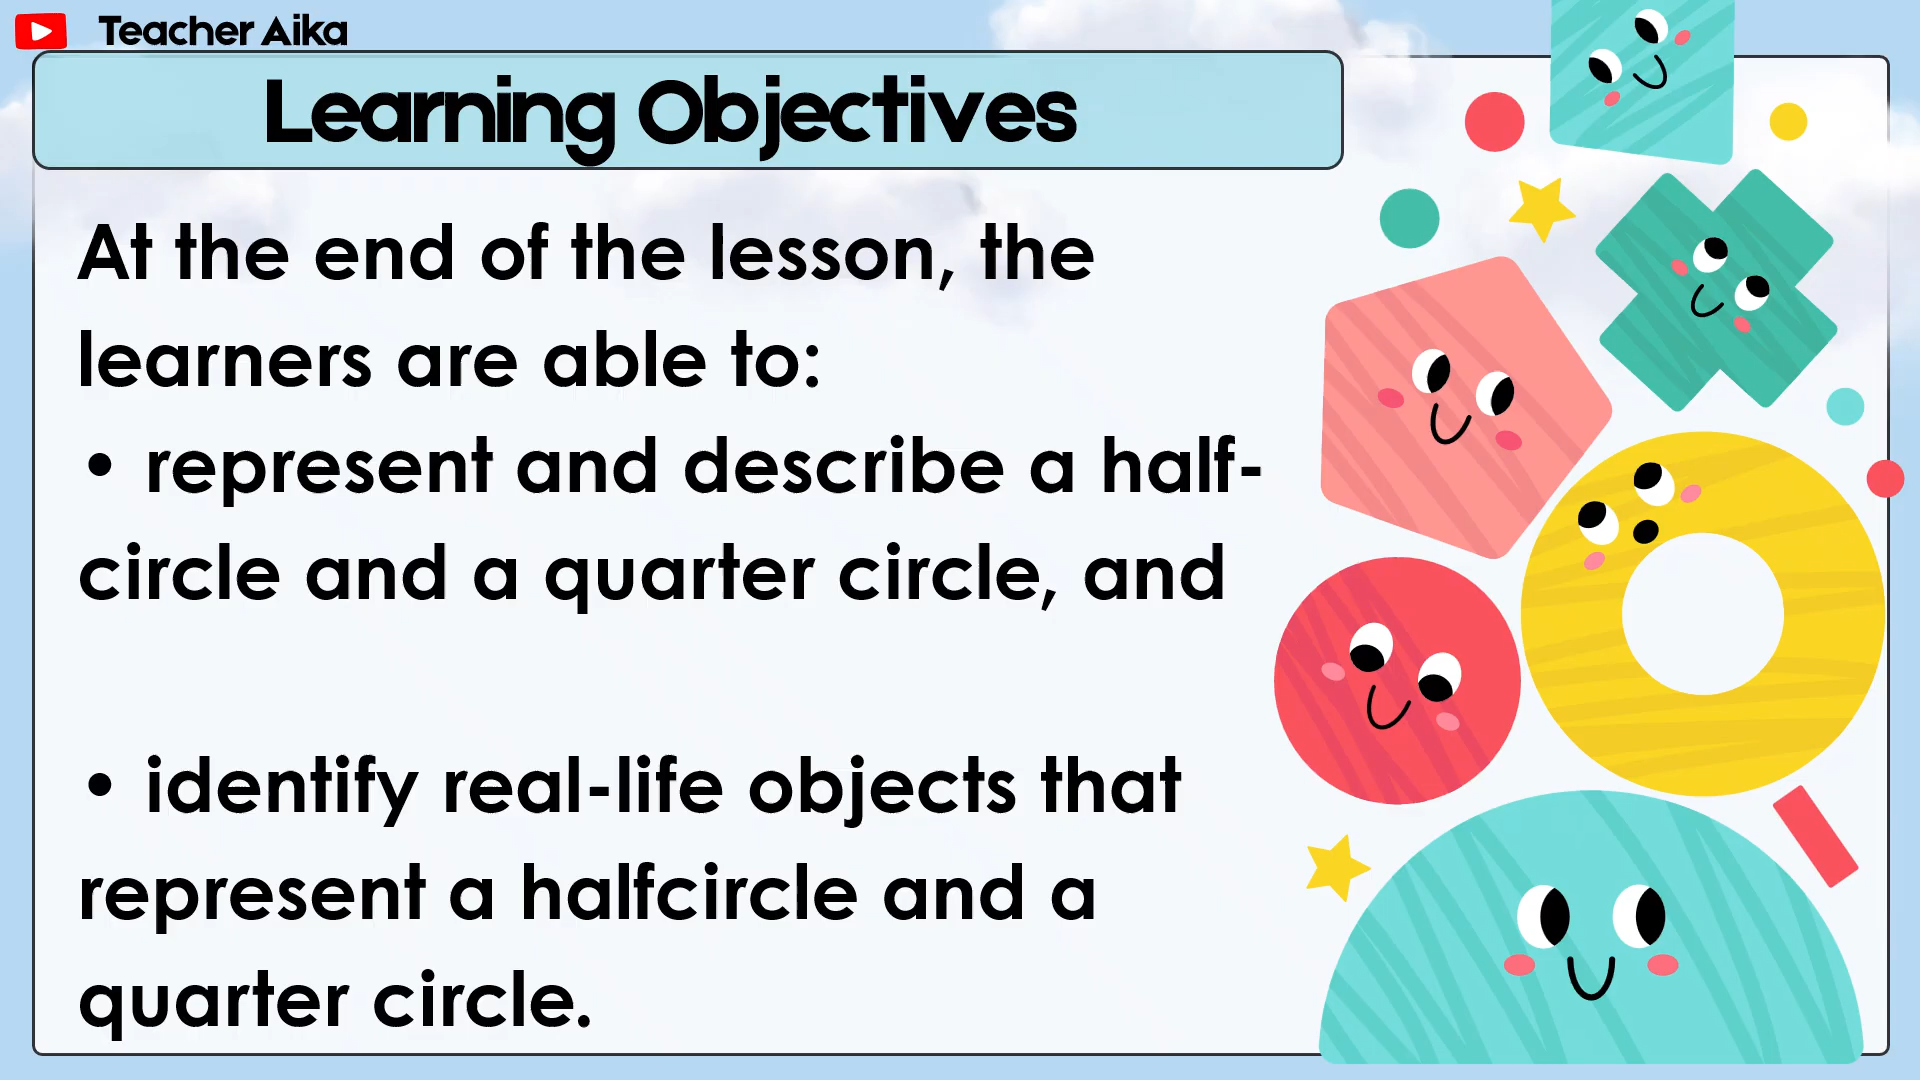 Teacher Aika
Learning Objectives
At the end of the lesson, the
learners are able to:
• represent and describe a half-
circle and a quarter circle, and
• identify real-life objects that
represent a halfcircle and a
quarter circle.